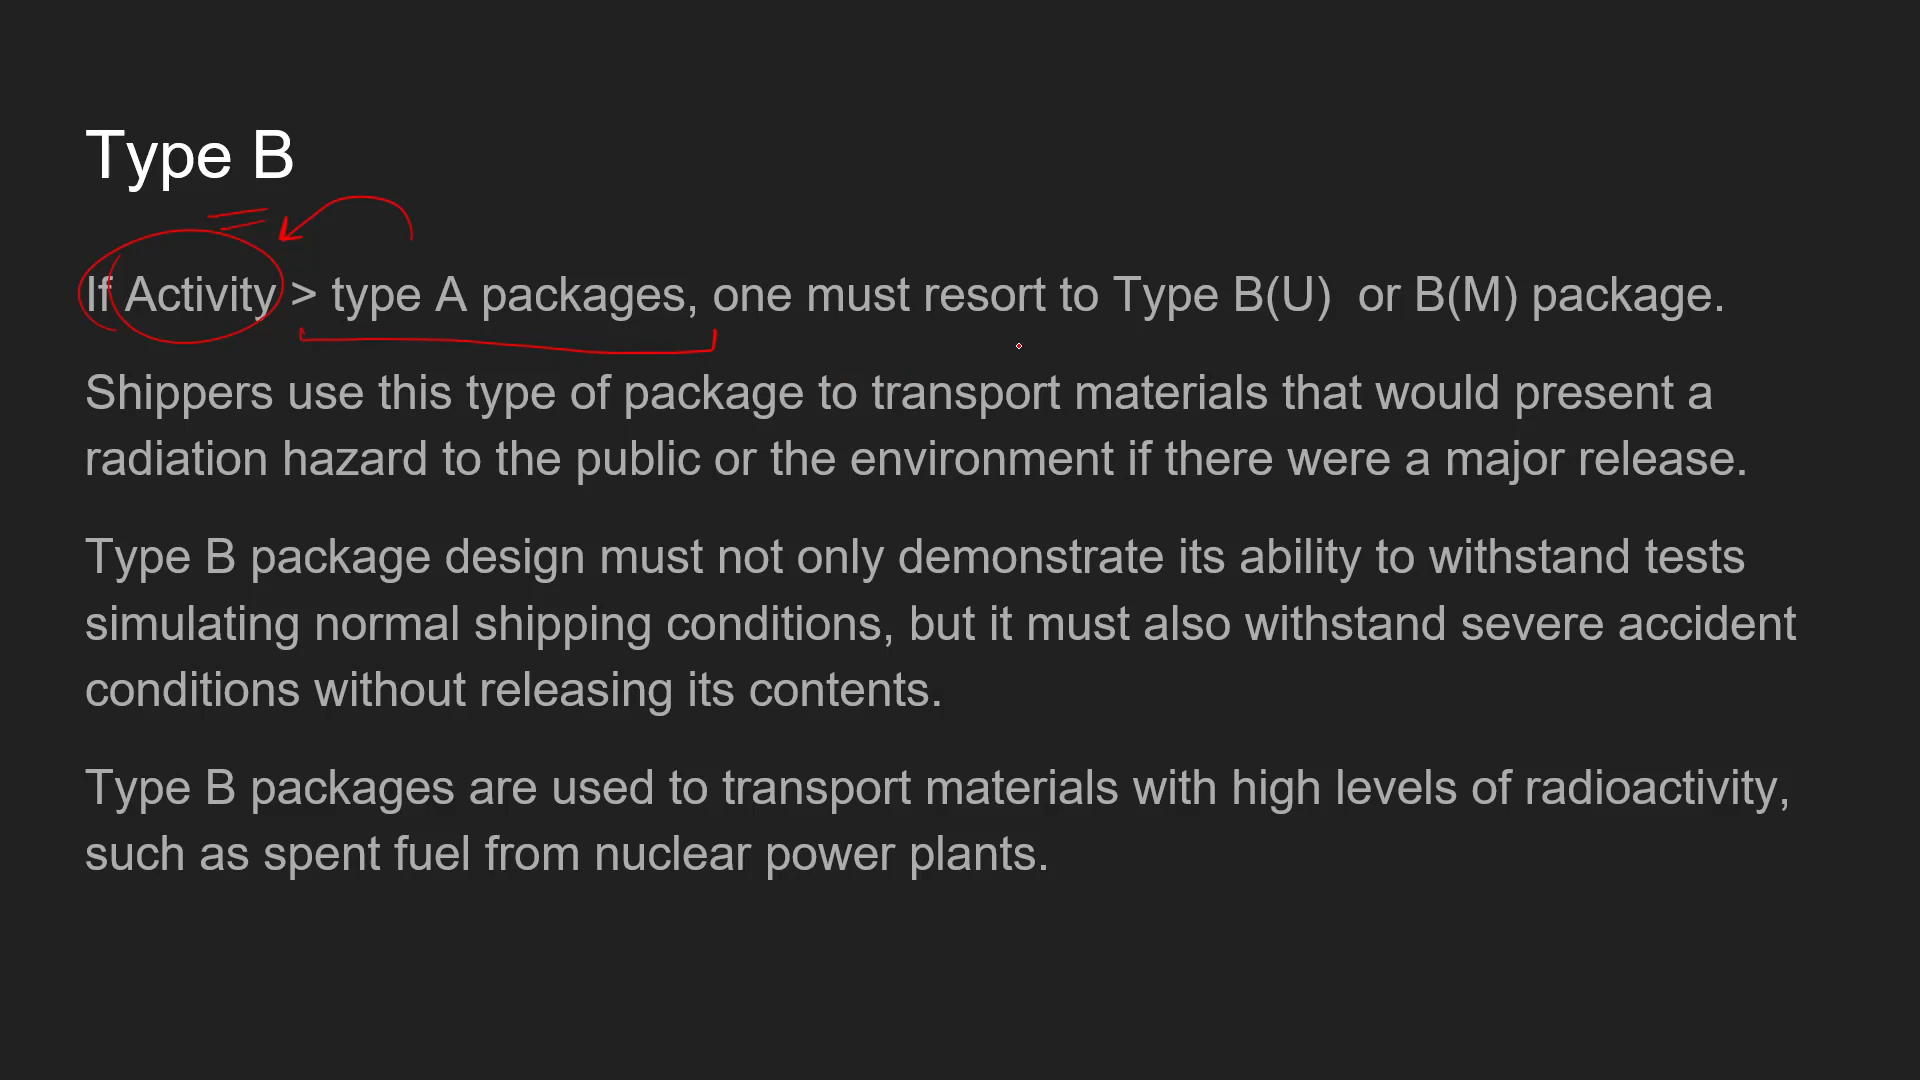 Type B
If Activity > type A packages, one must resort to Type B(U) or B(M) package.
Shippers use this type of package to transport materials that would present a
radiation hazard to the public or the environment if there were a major release.
Type B package design must not only demonstrate its ability to withstand tests
simulating normal shipping conditions, but it must also withstand severe accident
conditions without releasing its contents.
Type B packages are used to transport materials with high levels of radioactivity,
such as spent fuel from nuclear power plants.